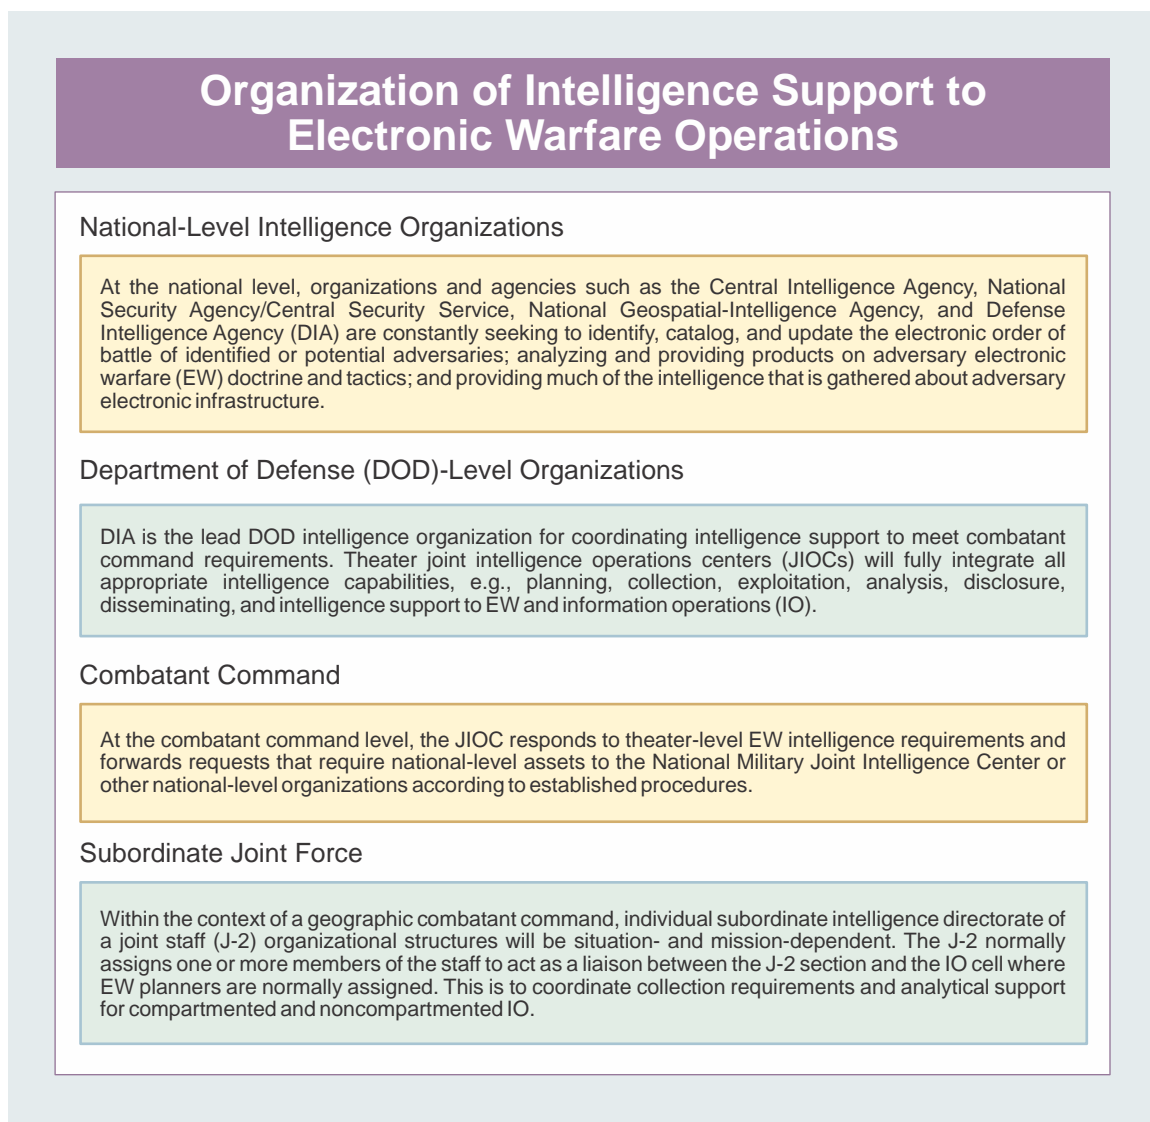 Organization of Intelligence Support to
Electronic Warfare Operations
National-Level Intelligence Organizations
At the national level, organizations and agencies such as the Central Intelligence Agency, National
Security Agency/Central Security Service, National Geospatial-Intelligence Agency, and Defense
Intelligence Agency (DIA) are constantly seeking to identify, catalog, and update the electronic order of
battle of identified or potential adversaries; analyzing and providing products on adversary electronic
warfare (EW) doctrine and tactics; and providing much of the intelligence that is gathered about adversary
electronic infrastructure.
Department of Defense (DOD)-Level Organizations
DIA is the lead DOD intelligence organization for coordinating intelligence support to meet combatant
command requirements. Theater joint intelligence operations centers (JIOCs) will fully integrate all
appropriate intelligence capabilities, e.g., planning, collection, exploitation, analysis, disclosure,
disseminating, and intelligence support to EW and information operations (IO).
Combatant Command
At the combatant command level, the JIOC responds to theater-level EW intelligence requirements and
forwards requests that require national-level assets to the National Military Joint Intelligence Center or
other national-level organizations according to established procedures.
Subordinate Joint Force
Within the context of a geographic combatant command, individual subordinate intelligence directorate of
a joint staff (J-2) organizational structures will be situation- and mission-dependent. The J-2 normally
assigns one or more members of the staff to act as a liaison between the J-2 section and the IO cell where
EW planners are normally assigned. This is to coordinate collection requirements and analytical support
for compartmented and noncompartmented IO.